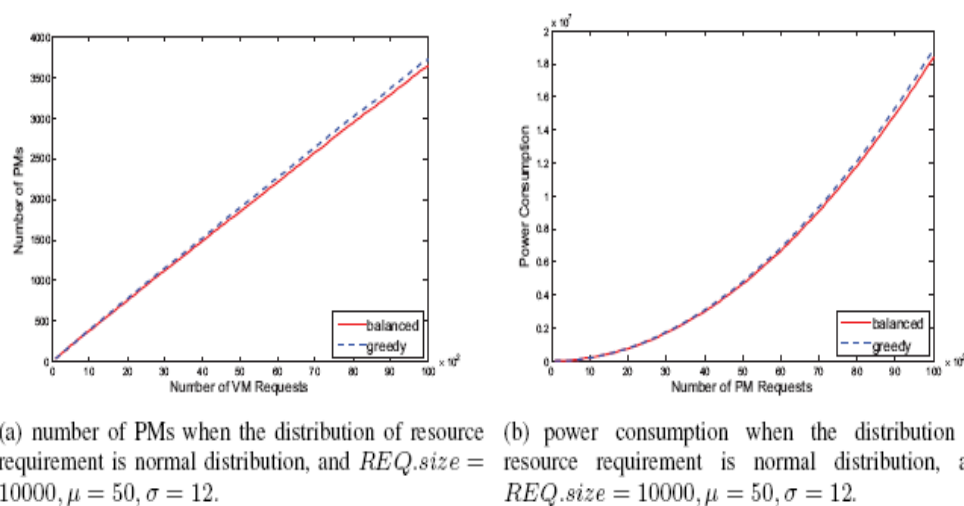 4000
3500
3000
2500
2000
1500
1000
500
0
Number of PMs
0 10 20 30 40 50 60 70 80 90 100
Number of VM Requests
balanced
greedy
× 10²
× 10⁷
2
1.8
1.6
1.4
1.2
1
0.8
0.6
0.4
0.2
0
Power Consumption
0 10 20 30 40 50 60 70 80 90 100
Number of PM Requests
balanced
greedy
(a) number of PMs when the distribution of resource
requirement is normal distribution, and REQ.size =
10000, μ = 50, σ = 12.
(b) power consumption when the distribution
resource requirement is normal distribution, a
REQ.size = 10000, μ = 50, σ = 12.